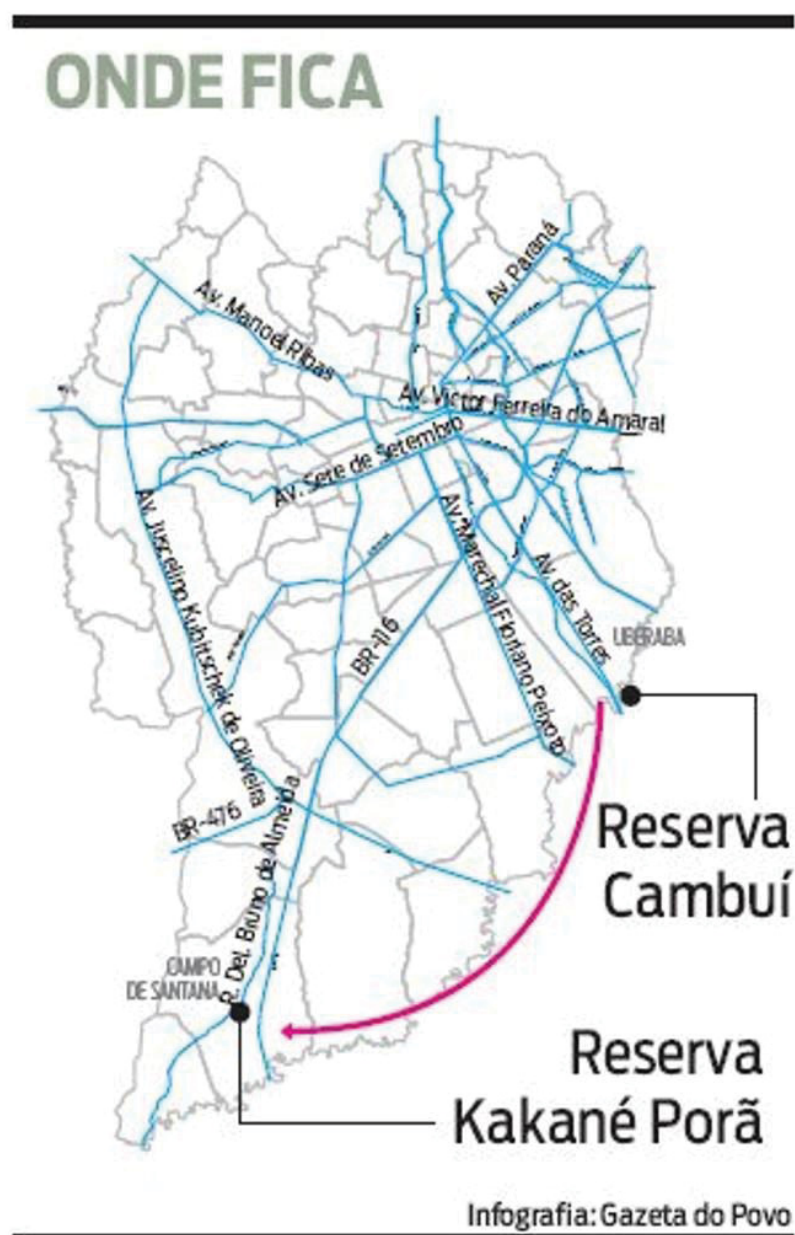 ONDE FICA
Av. Paraná
Av. Manoel Ribas
Av. Victor Ferreira do Amaral
Av. Sete de Setembro
Av. Juscelino Kubitschek de Oliveira
Av. Marechal Floriano Peixoto
Av. das Torres
UBERABA
BR-116
BR-476
R. Del. Bruno de Almeida
Reserva
Cambuí
CAMPO
DE SANTANA
Reserva
Kakané Porã
Infografia: Gazeta do Povo